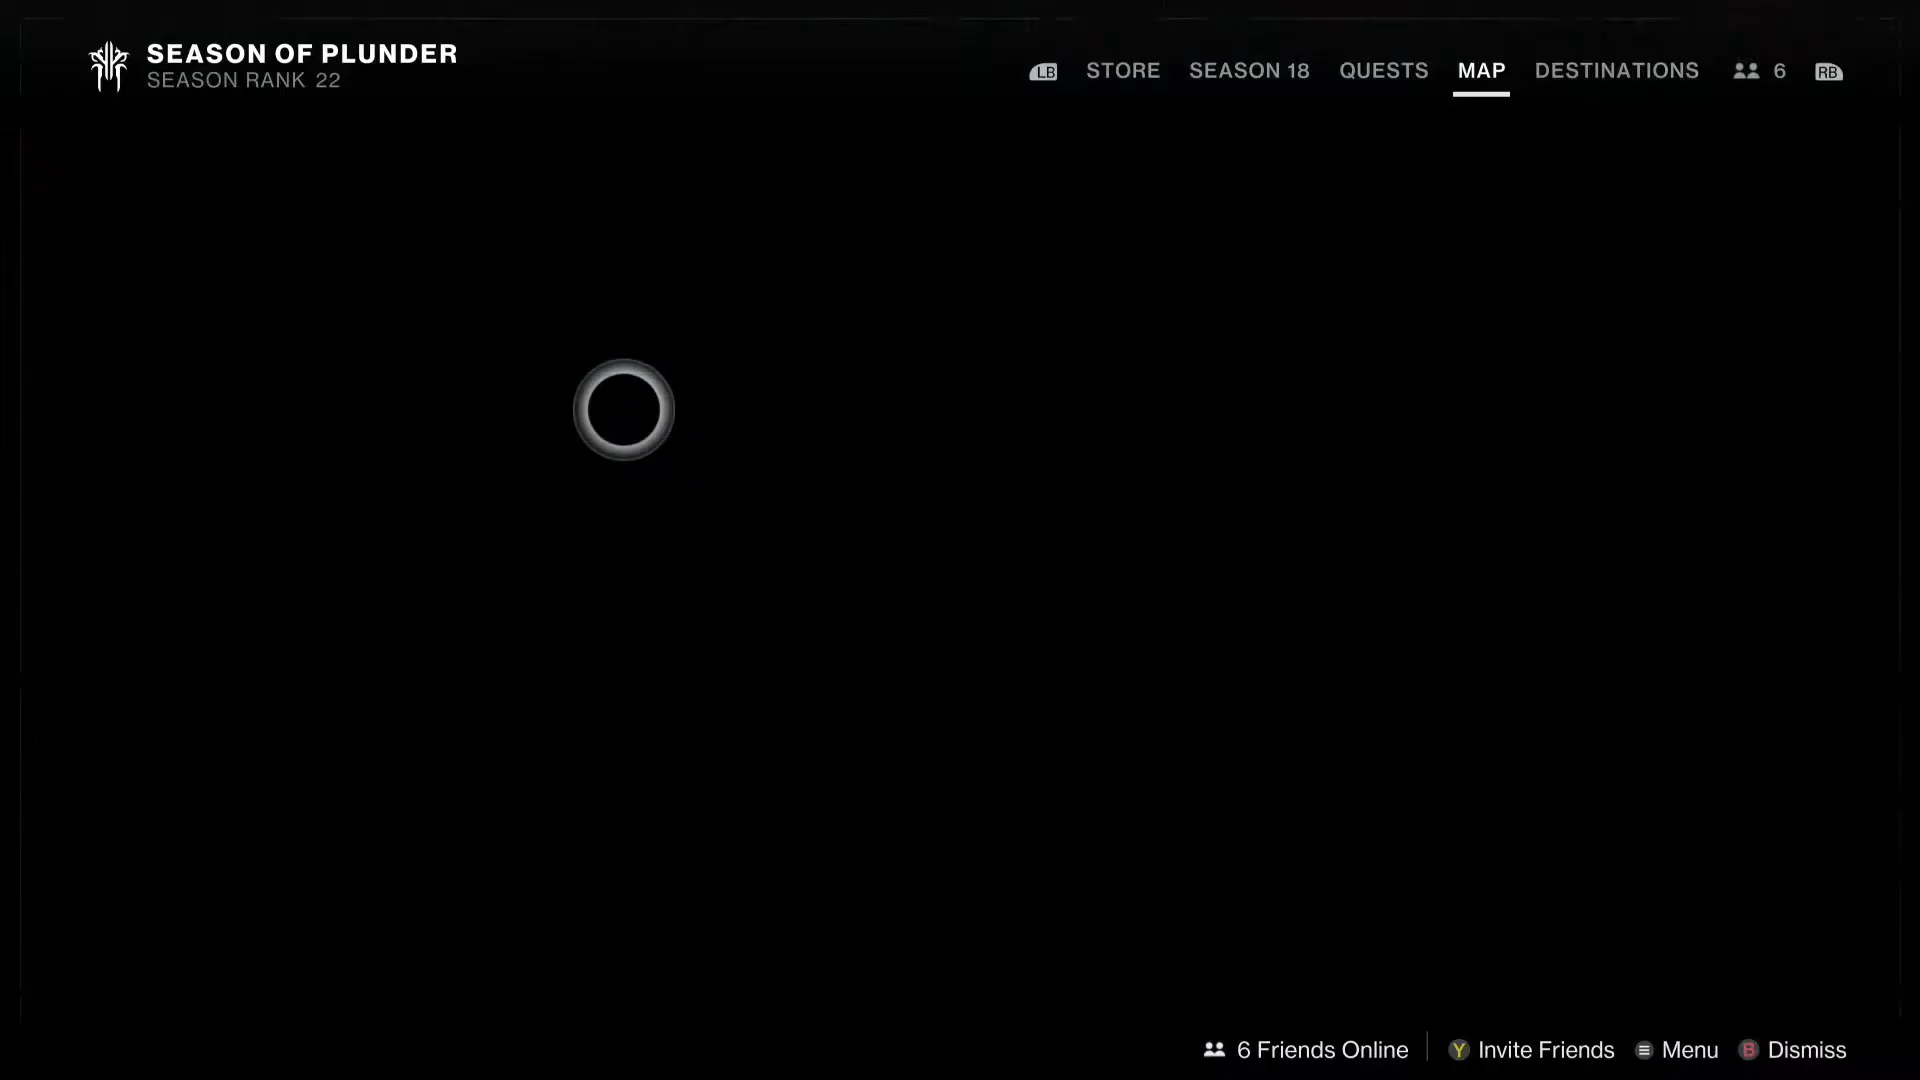 SEASON OF PLUNDER
SEASON RANK 22
LB STORE SEASON 18 QUESTS MAP DESTINATIONS 6 RB
6 Friends Online Y Invite Friends Menu B Dismiss